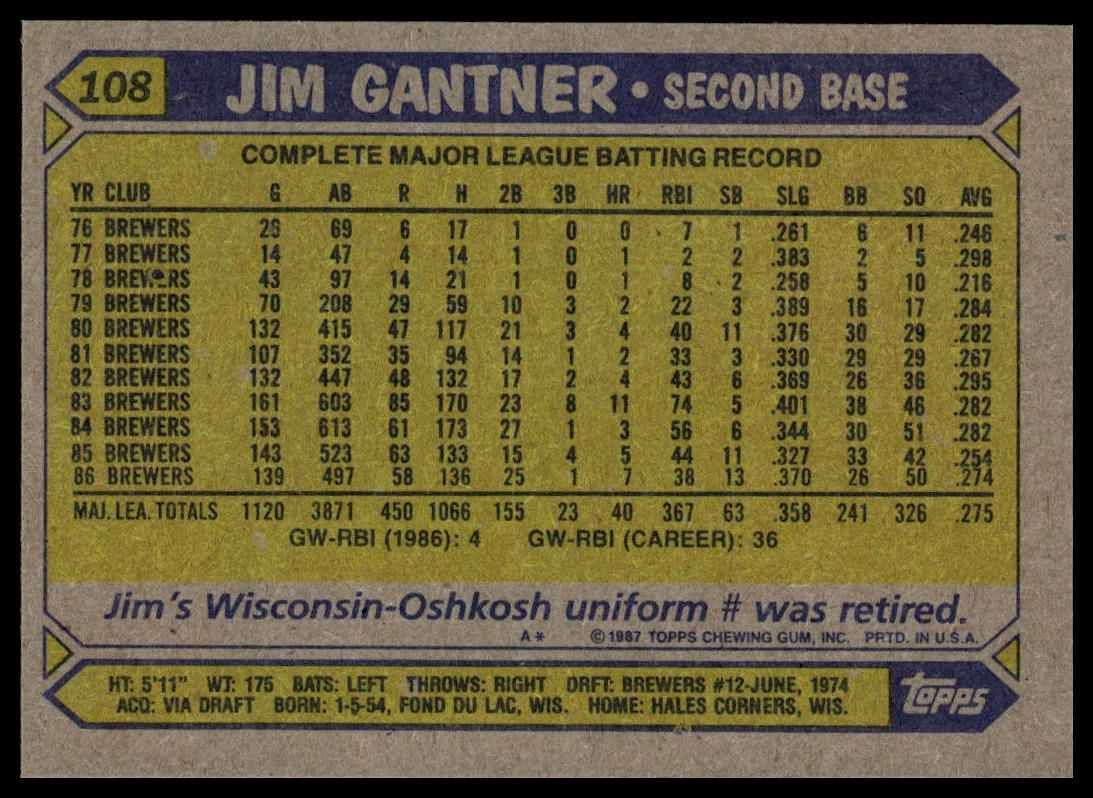 108 JIM GANTNER • SECOND BASE
COMPLETE MAJOR LEAGUE BATTING RECORD
YR CLUB G AB R H 2B 3B HR RBI SB SLG BB SO AVG
76 BREWERS 26 69 6 17 1 0 0 7 1 .261 6 11 .246
77 BREWERS 14 47 4 14 1 0 1 2 2 .383 2 5 .298
78 BREWERS 43 97 14 21 1 0 1 8 2 .258 5 10 .216
79 BREWERS 70 208 29 59 10 3 2 22 3 .389 16 17 .284
80 BREWERS 132 415 47 117 21 3 4 40 11 .376 30 29 .282
81 BREWERS 107 352 35 94 14 1 2 33 3 .330 29 29 .267
82 BREWERS 132 447 48 132 17 2 4 43 6 .369 26 36 .295
83 BREWERS 161 603 85 170 23 8 11 74 5 .401 38 46 .282
84 BREWERS 153 613 61 173 27 1 3 56 6 .344 30 51 .282
85 BREWERS 143 523 63 133 15 4 5 44 11 .327 33 42 .254
86 BREWERS 139 497 58 136 25 1 7 38 13 .370 26 50 .274
MAJ. LEA. TOTALS 1120 3871 450 1066 155 23 40 367 63 .358 241 326 .275
GW-RBI (1986): 4 GW-RBI (CAREER): 36
Jim's Wisconsin-Oshkosh uniform # was retired.
A* ©1987 TOPPS CHEWING GUM, INC. PRTD. IN U.S.A.
HT: 5'11" WT: 175 BATS: LEFT THROWS: RIGHT DRFT: BREWERS #12-JUNE, 1974
ACQ: VIA DRAFT BORN: 1-5-54, FOND DU LAC, WIS. HOME: HALES CORNERS, WIS.
topps